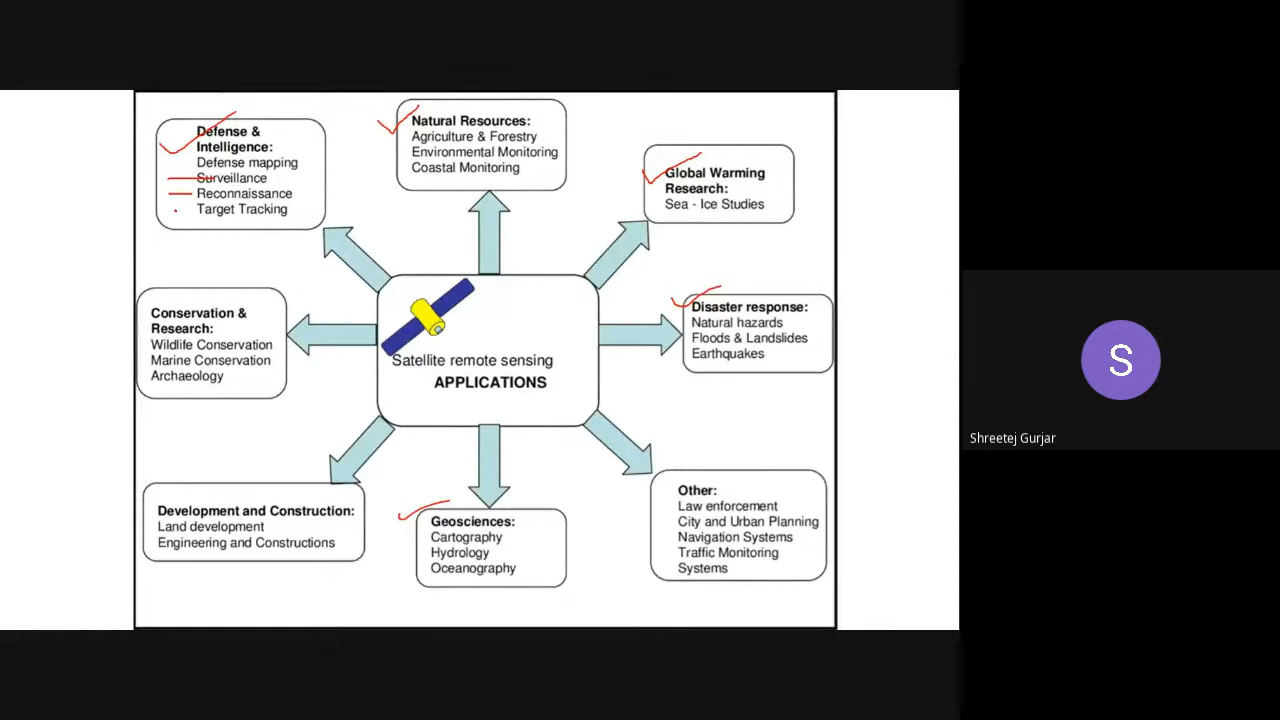 Defense &
Intelligence:
Defense mapping
Surveillance
Reconnaissance
Target Tracking
Natural Resources:
Agriculture & Forestry
Environmental Monitoring
Coastal Monitoring
Global Warming
Research:
Sea - Ice Studies
Conservation &
Research:
Wildlife Conservation
Marine Conservation
Archaeology
Satellite remote sensing
APPLICATIONS
Disaster response:
Natural hazards
Floods & Landslides
Earthquakes
Development and Construction:
Land development
Engineering and Constructions
Geosciences:
Cartography
Hydrology
Oceanography
Other:
Law enforcement
City and Urban Planning
Navigation Systems
Traffic Monitoring
Systems
S
Shreetej Gurjar